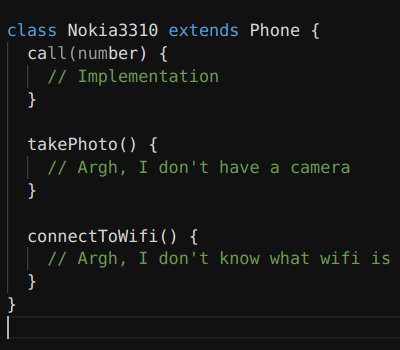 class Nokia3310 extends Phone {
  call(number) {
    // Implementation
  }

  takePhoto() {
    // Argh, I don't have a camera
  }

  connectToWifi() {
    // Argh, I don't know what wifi is
  }
}